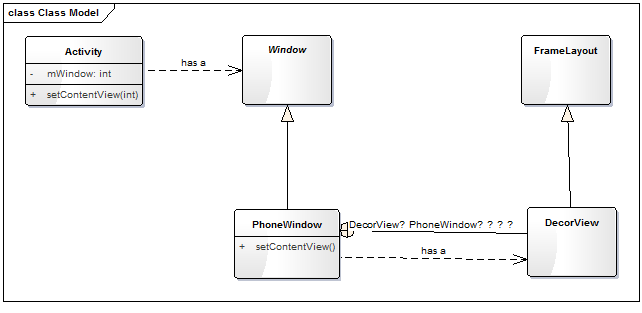 class Class Model
Activity
- mWindow: int
+ setContentView(int)
has a
Window
FrameLayout
PhoneWindow
+ setContentView()
DecorView? PhoneWindow? ? ? ?
has a
DecorView